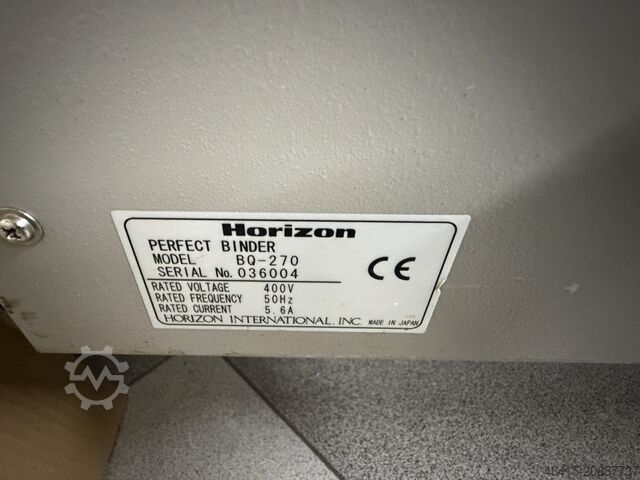 Horizon
PERFECT BINDER
MODEL BQ-270
SERIAL No. 036004
CE
RATED VOLTAGE 400V
RATED FREQUENCY 50Hz
RATED CURRENT 5.6A
HORIZON INTERNATIONAL, INC. MADE IN JAPAN